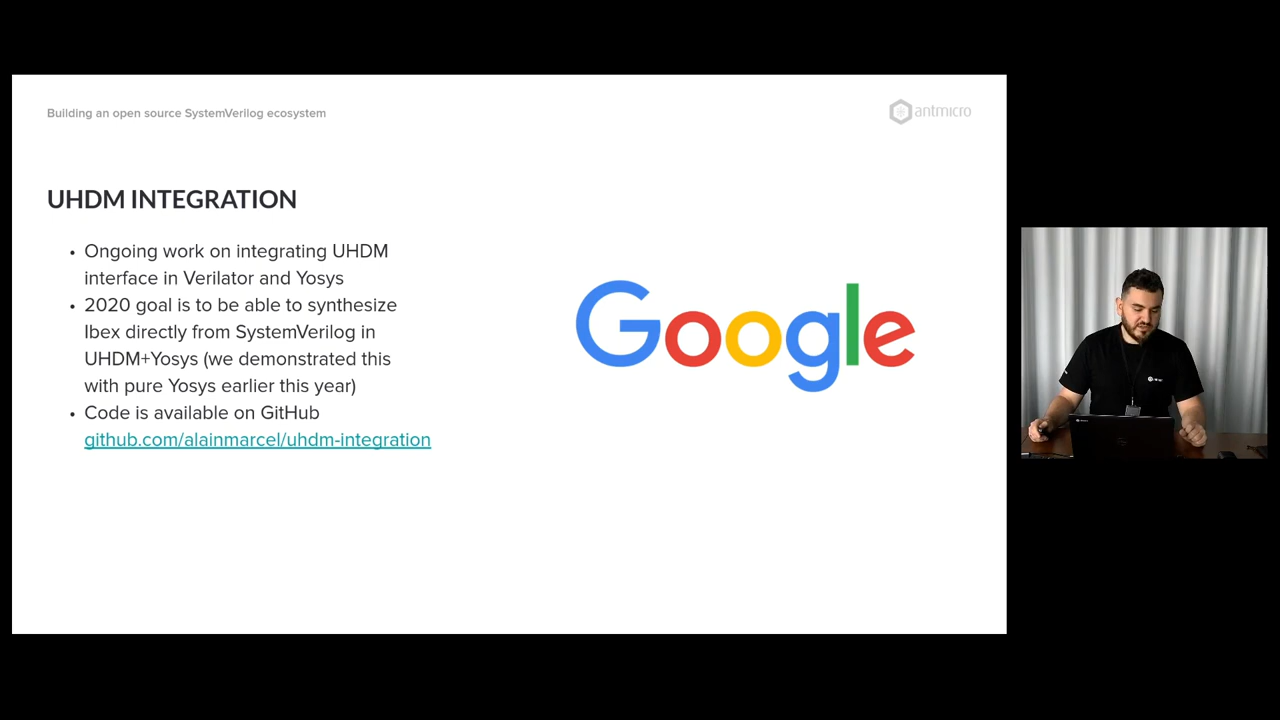 Building an open source SystemVerilog ecosystem
antmicro
UHDM INTEGRATION
• Ongoing work on integrating UHDM
interface in Verilator and Yosys
• 2020 goal is to be able to synthesize
Ibex directly from SystemVerilog in
UHDM+Yosys (we demonstrated this
with pure Yosys earlier this year)
• Code is available on GitHub
github.com/alainmarcel/uhdm-integration
Google